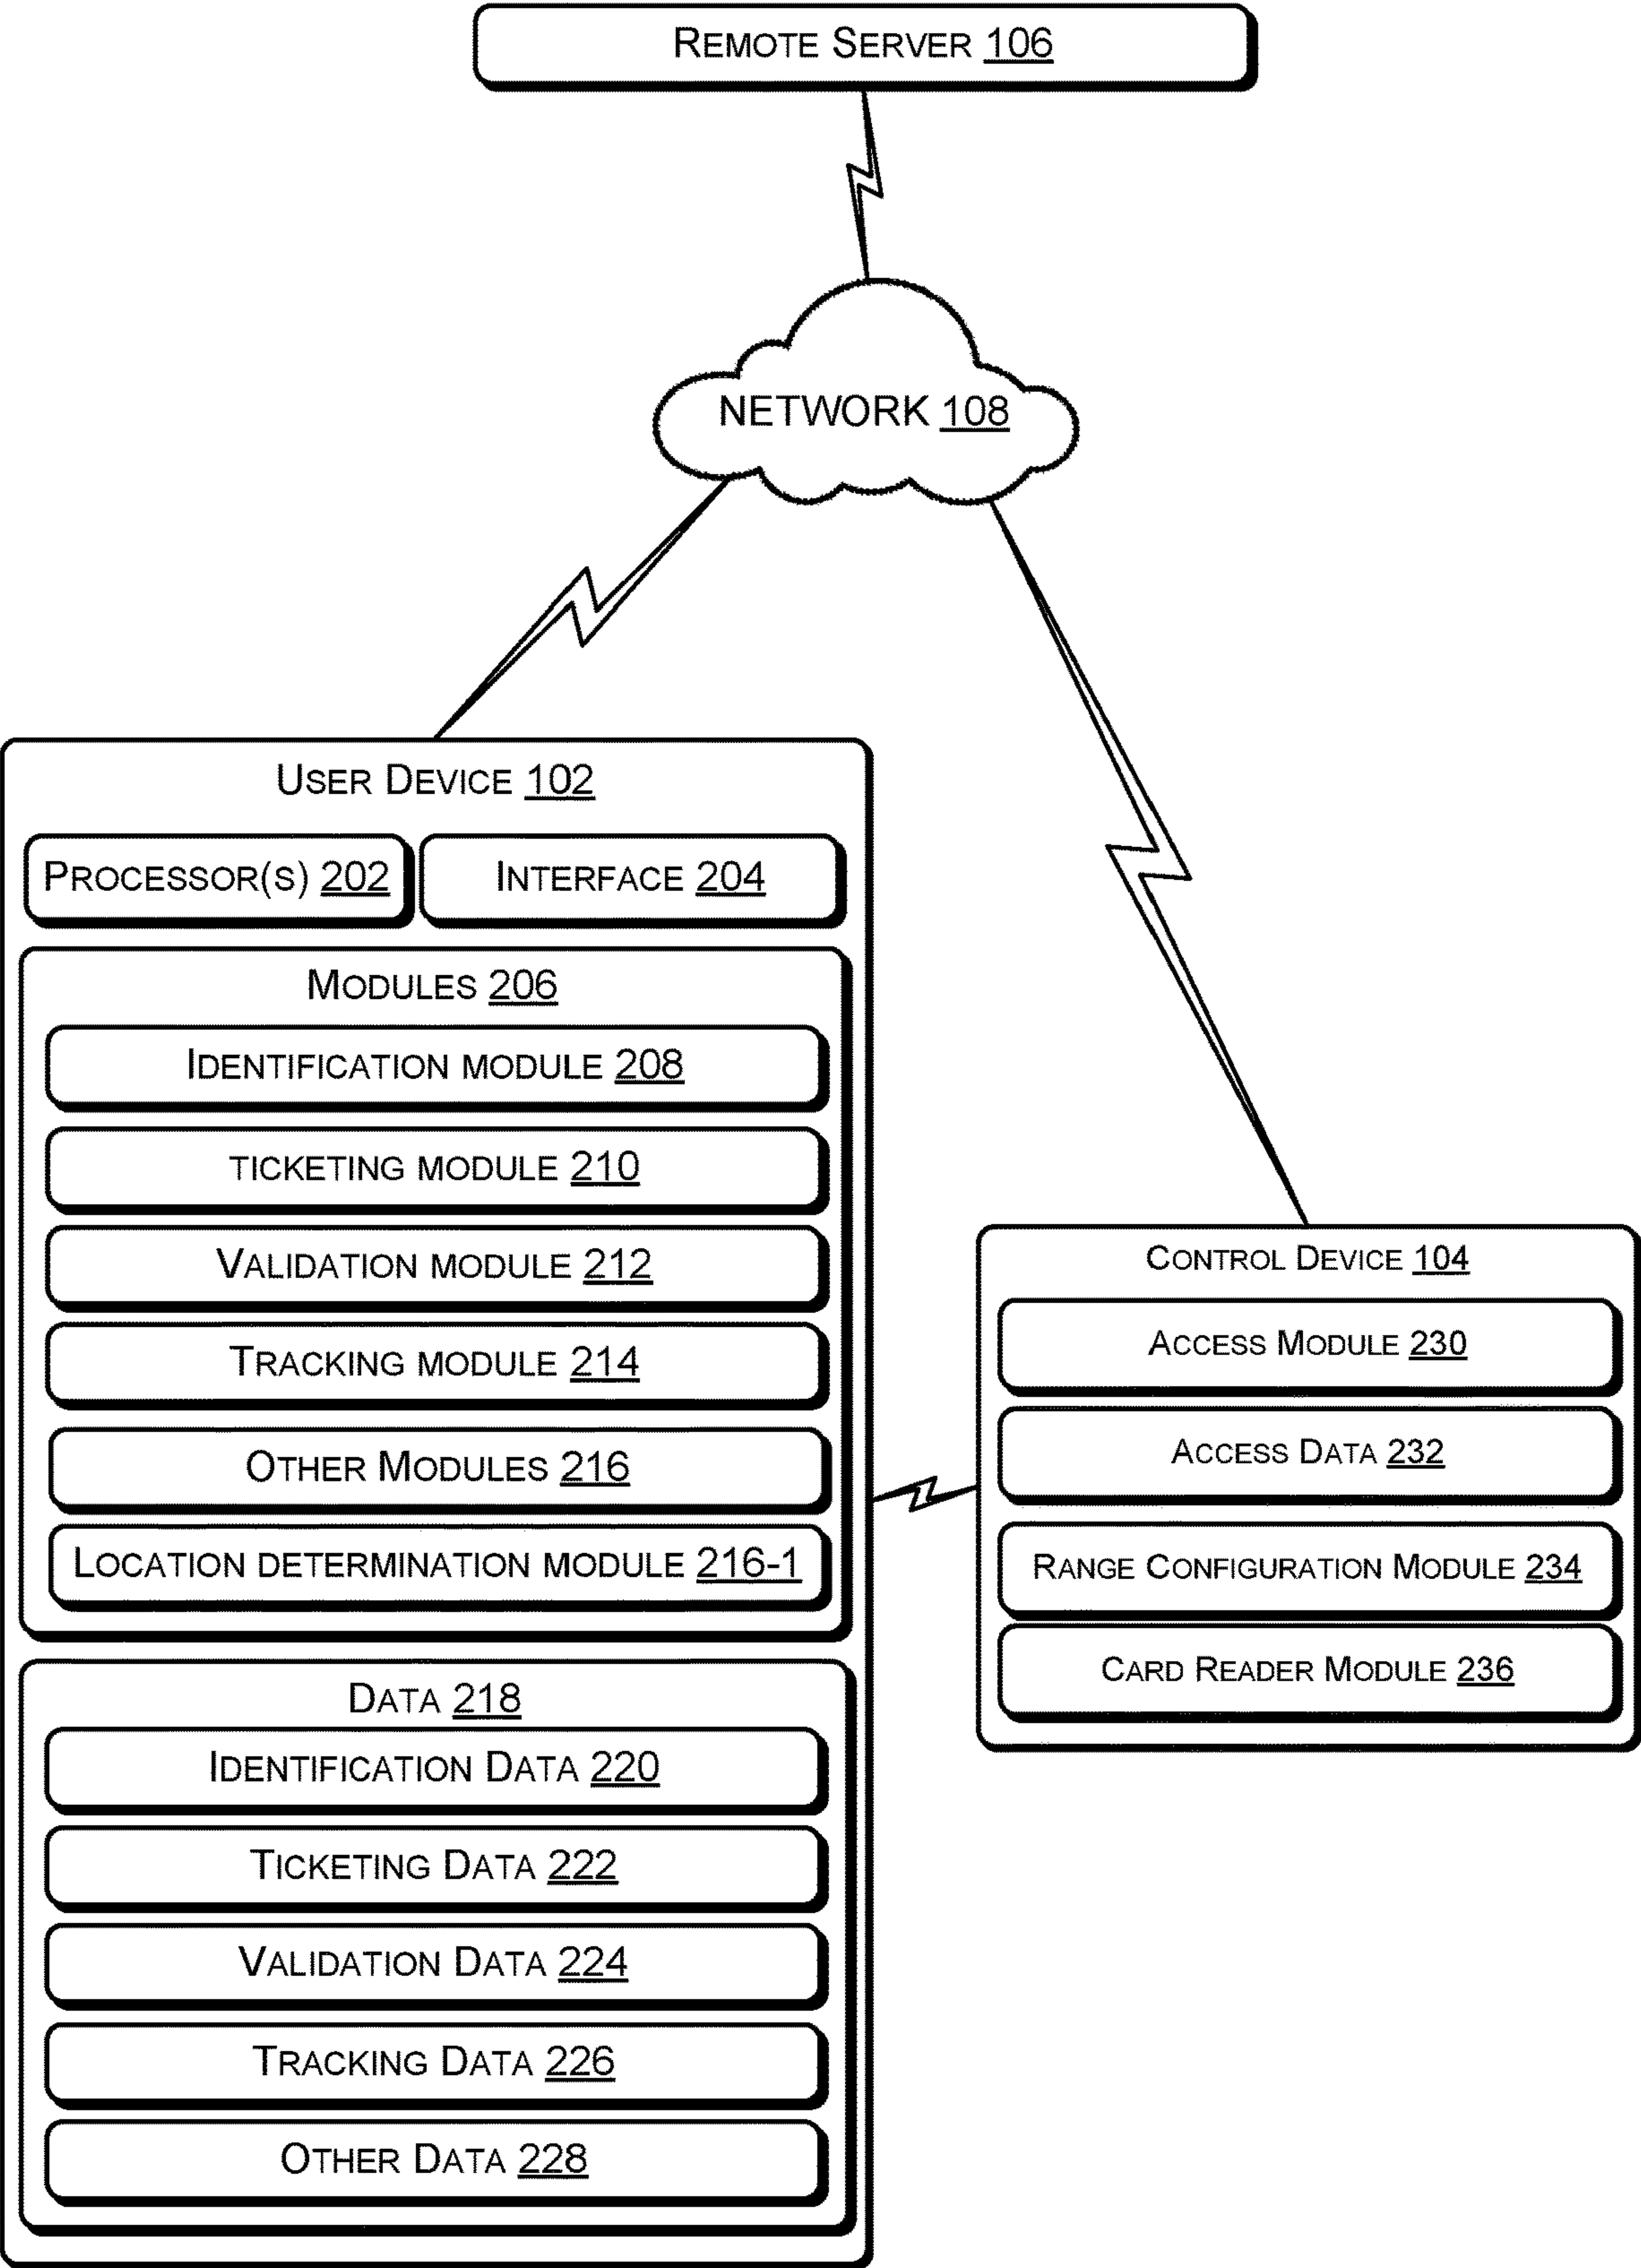 REMOTE SERVER 106
NETWORK 108
USER DEVICE 102
PROCESSOR(S) 202
INTERFACE 204
MODULES 206
IDENTIFICATION MODULE 208
TICKETING MODULE 210
VALIDATION MODULE 212
TRACKING MODULE 214
OTHER MODULES 216
LOCATION DETERMINATION MODULE 216-1
DATA 218
IDENTIFICATION DATA 220
TICKETING DATA 222
VALIDATION DATA 224
TRACKING DATA 226
OTHER DATA 228
CONTROL DEVICE 104
ACCESS MODULE 230
ACCESS DATA 232
RANGE CONFIGURATION MODULE 234
CARD READER MODULE 236